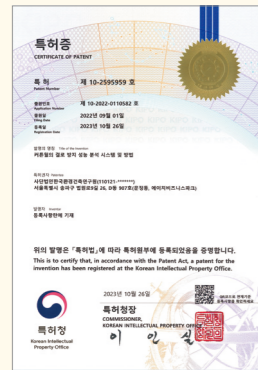 특허증
CERTIFICATE OF PATENT
특 허 제 10-2595959 호
Patent Number
출원번호 제 10-2022-0110582 호
Application Number
출원일 2022년 09월 01일
Filing Date
등록일 2023년 10월 26일
Registration Date
발명의 명칭 Title of the Invention
커튼월의 결로 방지 성능 분석 시스템 및 방법
특허권자 Patentee
사단법인한국환경건축연구원(110121-*******)
서울특별시 송파구 법원로9길 26, D동 907호(문정동, 에이치비즈니스파크)
발명자 Inventor
등록사항란에 기재
위의 발명은 「특허법」에 따라 특허원부에 등록되었음을 증명합니다.
This is to certify that, in accordance with the Patent Act, a patent for the
invention has been registered at the Korean Intellectual Property Office.
2023년 10월 26일
특허청장
COMMISSIONER,
KOREAN INTELLECTUAL PROPERTY OFFICE
이 인 실
특허청
Korean Intellectual
Property Office